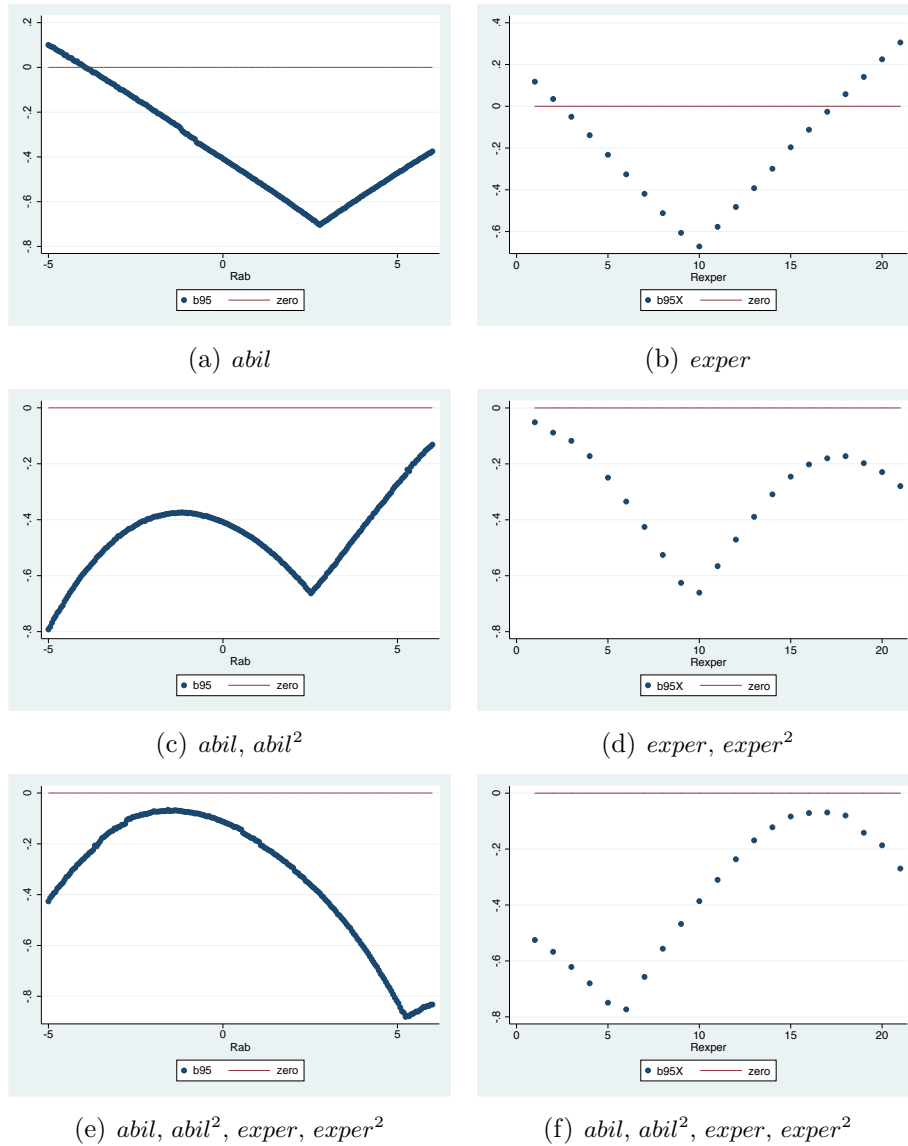 .2
0
-.2
-.4
-.6
-.8
-5
0
5
Rab
b95
zero
(a) abil
.4
.2
0
-.2
-.4
-.6
0
5
10
15
20
Rexper
b95X
zero
(b) exper
0
-.2
-.4
-.6
-.8
-5
0
5
Rab
b95
zero
(c) abil, abil²
0
-.2
-.4
-.6
-.8
0
5
10
15
20
Rexper
b95X
zero
(d) exper, exper²
0
-.2
-.4
-.6
-.8
-5
0
5
Rab
b95
zero
(e) abil, abil², exper, exper²
0
-.2
-.4
-.6
-.8
0
5
10
15
20
Rexper
b95X
zero
(f) abil, abil², exper, exper²